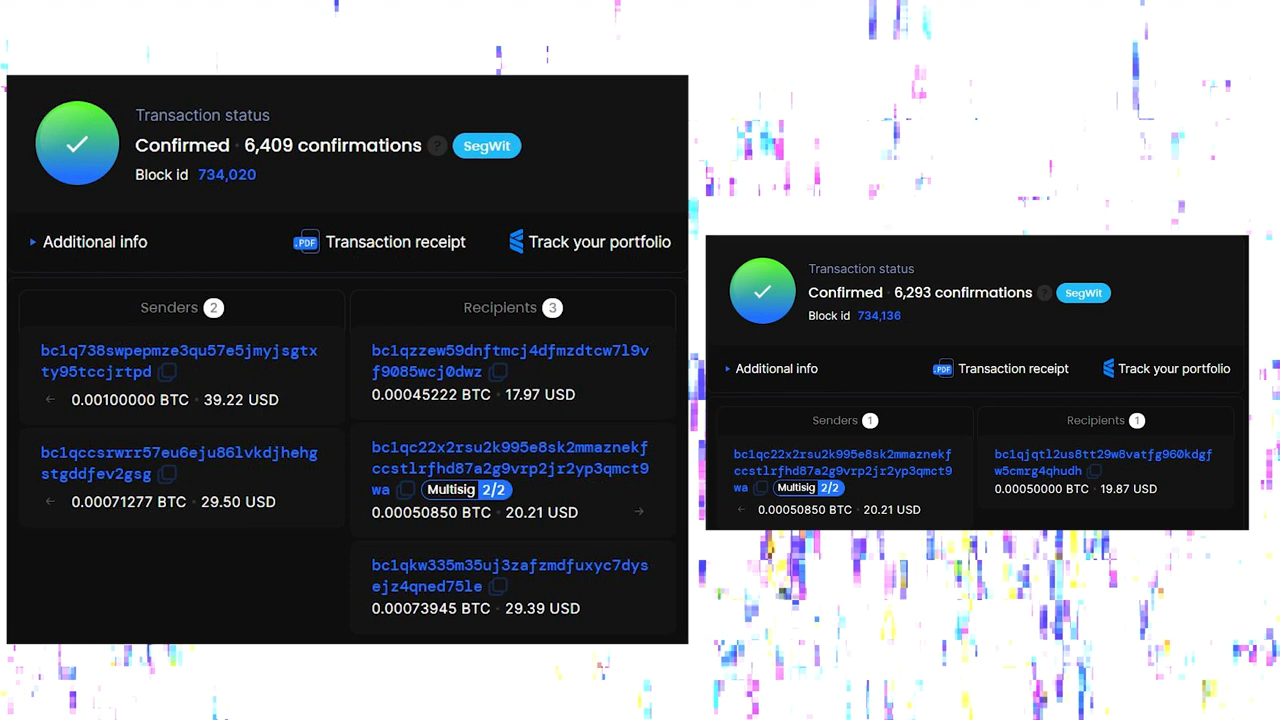 Transaction status
Confirmed · 6,409 confirmations ? SegWit
Block id 734,020
Additional info
.PDF Transaction receipt
Track your portfolio
Senders 2
bc1q738swpepmze3qu57e5jmyjsgtx
ty95tccjrtpd
← 0.00100000 BTC · 39.22 USD
bc1qccsrwrr57eu6eju86lvkdjhehg
stgddfev2gsg
← 0.00071277 BTC · 29.50 USD
Recipients 3
bc1qzzew59dnftmcj4dfmzdtcw7l9v
f9085wcj0dwz
0.00045222 BTC · 17.97 USD
bc1qc22x2rsu2k995e8sk2mmaznekf
ccstlrfhd87a2g9vrp2jr2yp3qmct9
wa Multisig 2/2
0.00050850 BTC · 20.21 USD →
bc1qkw335m35uj3zafzmdfuxyc7dys
ejz4qned75le
0.00073945 BTC · 29.39 USD
Transaction status
Confirmed · 6,293 confirmations ? SegWit
Block id 734,136
Additional info
.PDF Transaction receipt
Track your portfolio
Senders 1
bc1qc22x2rsu2k995e8sk2mmaznekf
ccstlrfhd87a2g9vrp2jr2yp3qmct9
wa Multisig 2/2
← 0.00050850 BTC · 20.21 USD
Recipients 1
bc1qjqtl2us8tt29w8vatfg960kdgf
w5cmrg4qhudh
0.00050000 BTC · 19.87 USD